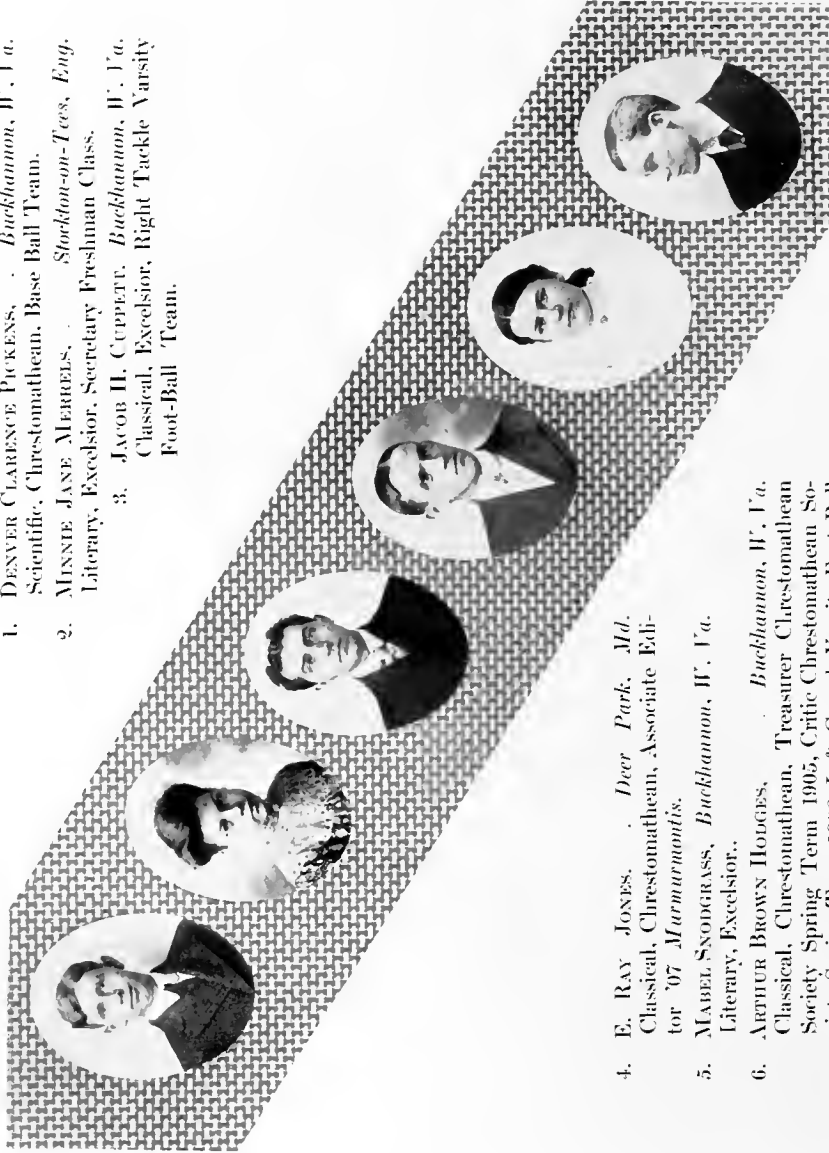 1. DENVER CLARENCE PICKENS, . Buckhannon, W. Va.
Scientific, Chrestomathean, Base Ball Team.
2. MINNIE JANE MERRELS, . Stockton-on-Tees, Eng.
Literary, Excelsior, Secretary Freshman Class.
3. JACOB H. CUPPETT, Buckhannon, W. Va.
Classical, Excelsior, Right Tackle Varsity
Foot-Ball Team.
4. E. RAY JONES, . Deer Park, Md.
Classical, Chrestomathean, Associate Edi-
tor '07 Murmurmontis.
5. MABEL SNODGRASS, Buckhannon, W. Va.
Literary, Excelsior..
6. ARTHUR BROWN HODGES, . Buckhannon, W. Va.
Classical, Chrestomathean, Treasurer Chrestomathean
Society Spring Term 1905, Critic Chrestomathean So-